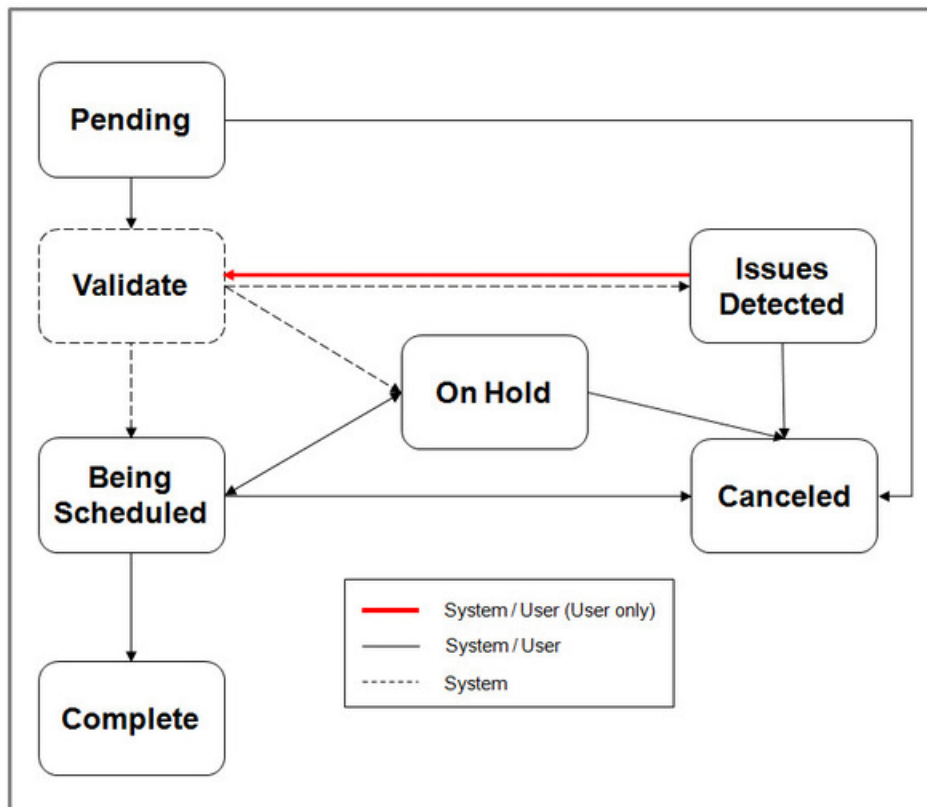 Pending
Validate
Issues
Detected
On Hold
Being
Scheduled
Canceled
Complete
System / User (User only)
System / User
System